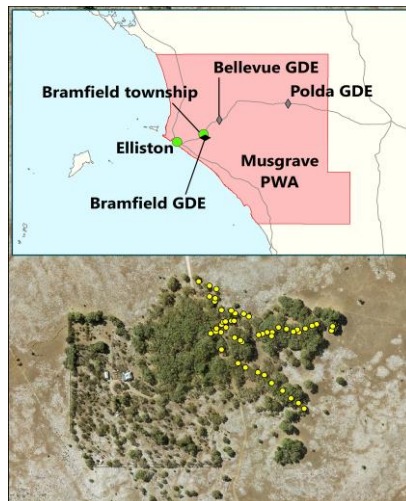 Bellevue GDE
Bramfield township
Polda GDE
Elliston
Musgrave
PWA
Bramfield GDE